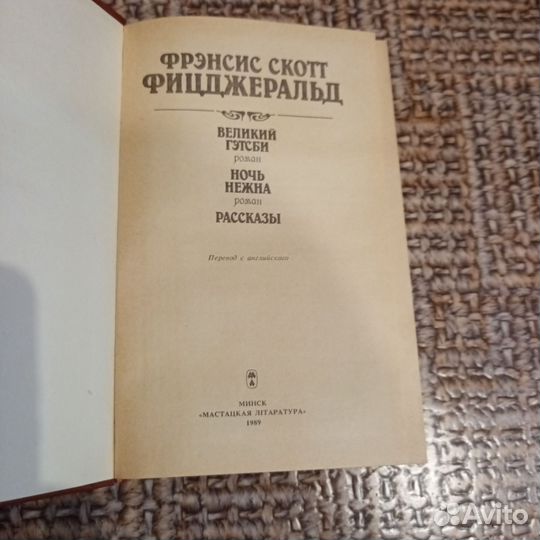 ФРЭНСИС СКОТТ
ФИЦДЖЕРАЛЬД
ВЕЛИКИЙ
ГЭТСБИ
роман
НОЧЬ
НЕЖНА
роман
РАССКАЗЫ
Перевод с английского
МИНСК
«МАСТАЦКАЯ ЛІТАРАТУРА»
1989
Avito